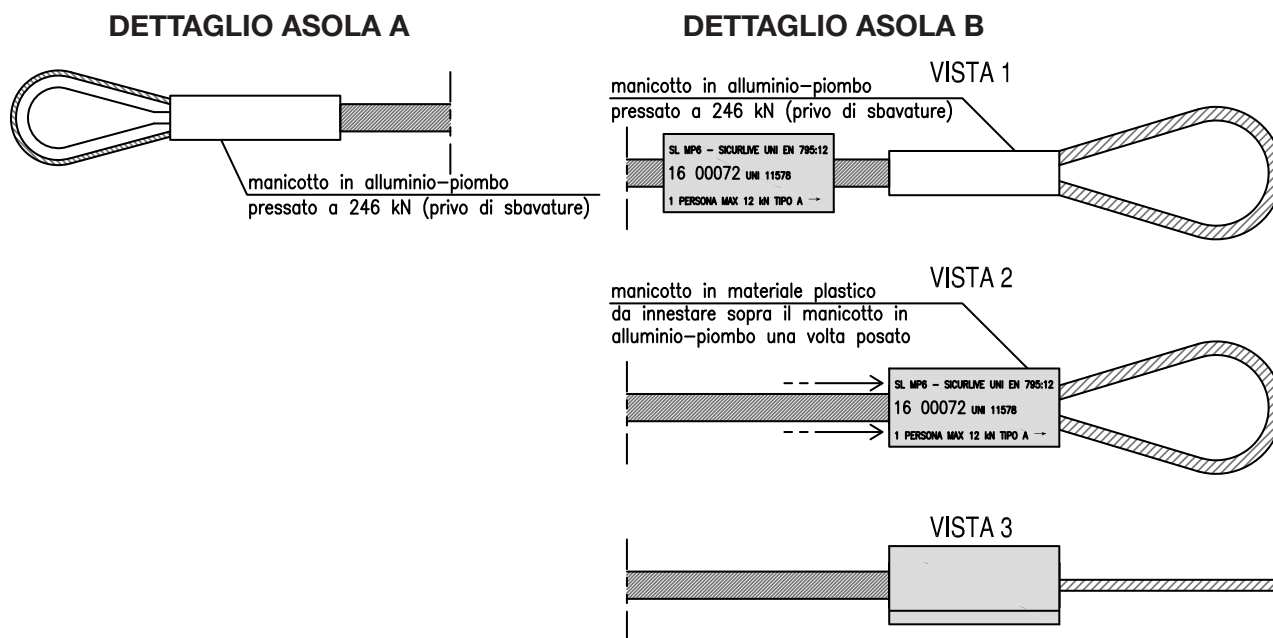 DETTAGLIO ASOLA A
manicotto in alluminio-piombo
pressato a 246 kN (privo di sbavature)
DETTAGLIO ASOLA B
VISTA 1
manicotto in alluminio-piombo
pressato a 246 kN (privo di sbavature)
SL MP6 - SICURLIVE UNI EN 795:12
16 00072 UNI 11578
1 PERSONA MAX 12 kN TIPO A →
VISTA 2
manicotto in materiale plastico
da innestare sopra il manicotto in
alluminio-piombo una volta posato
SL MP6 - SICURLIVE UNI EN 795:12
16 00072 UNI 11578
1 PERSONA MAX 12 kN TIPO A →
VISTA 3